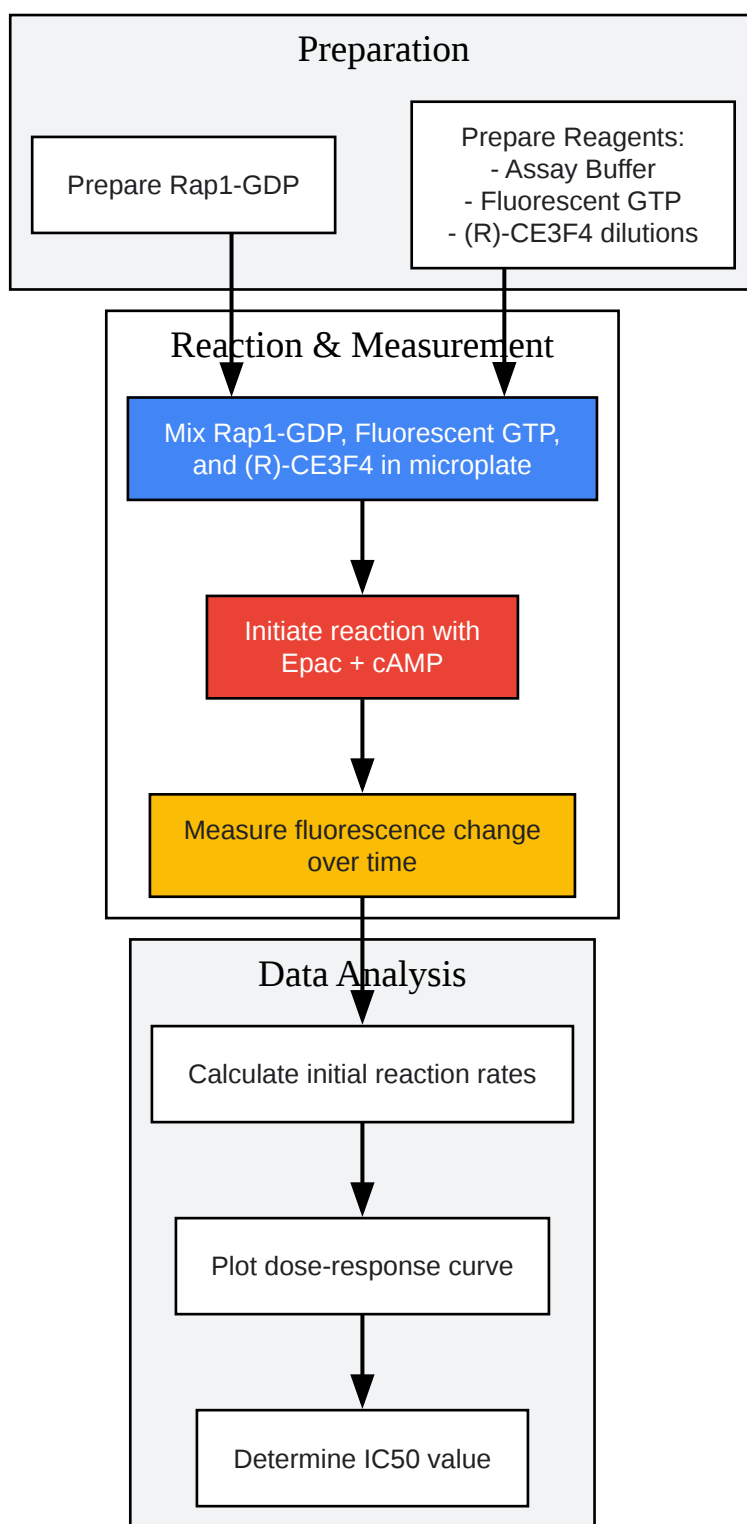 Preparation
Prepare Rap1-GDP
Prepare Reagents:
- Assay Buffer
- Fluorescent GTP
- (R)-CE3F4 dilutions
Reaction & Measurement
Mix Rap1-GDP, Fluorescent GTP,
and (R)-CE3F4 in microplate
Initiate reaction with
Epac + cAMP
Measure fluorescence change
over time
Data Analysis
Calculate initial reaction rates
Plot dose-response curve
Determine IC50 value